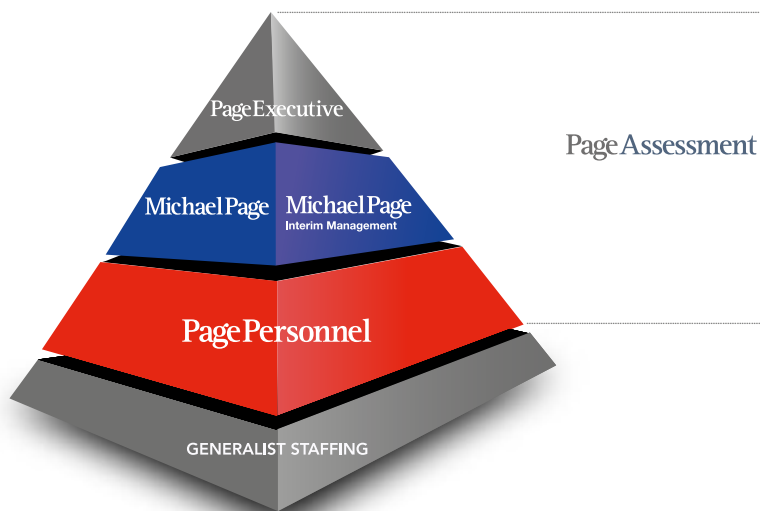 PageExecutive
PageAssessment
MichaelPage
MichaelPage
Interim Management
PagePersonnel
GENERALIST STAFFING